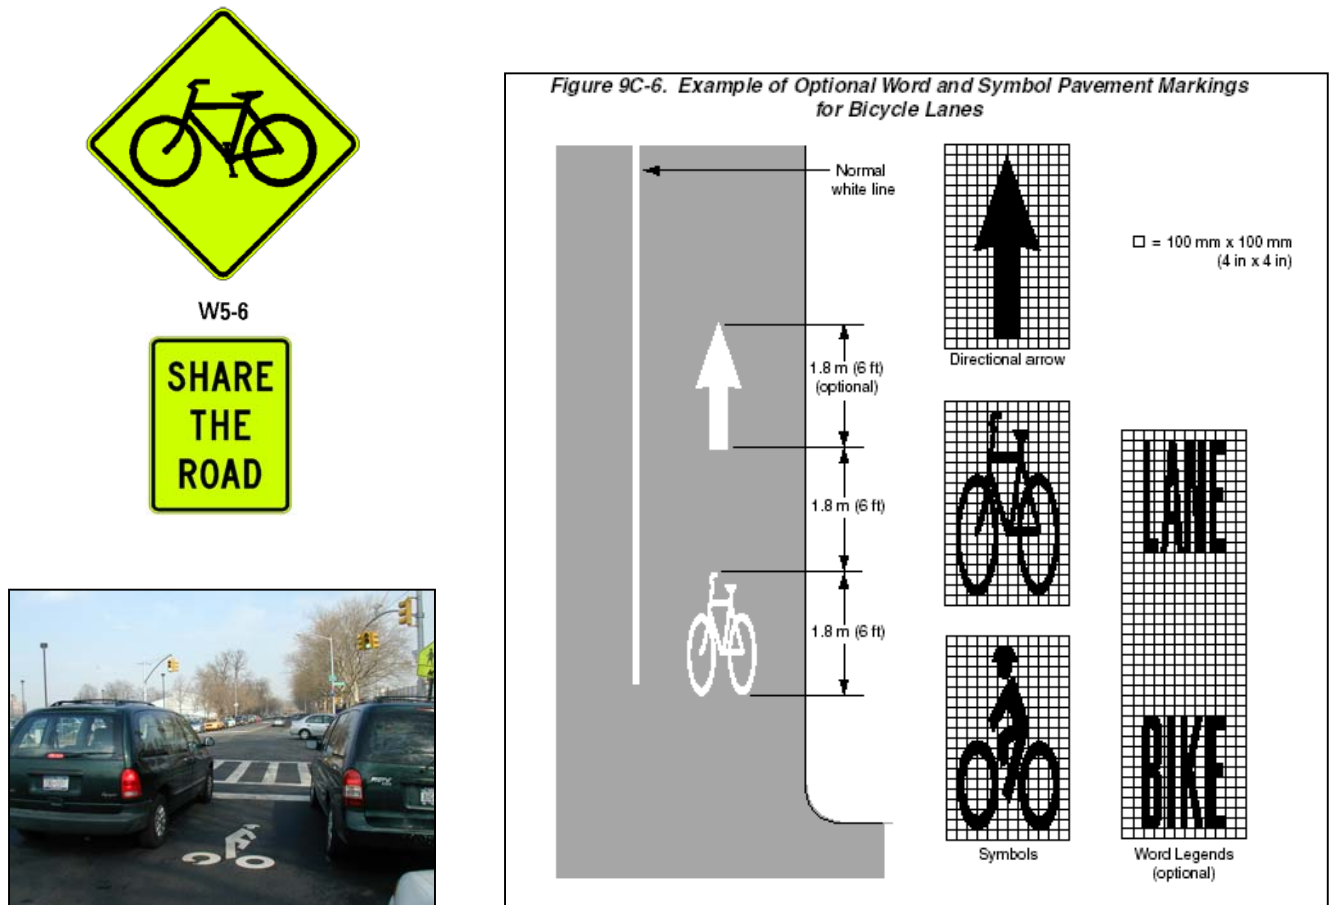 W5-6
SHARE
THE
ROAD
Figure 9C-6. Example of Optional Word and Symbol Pavement Markings
for Bicycle Lanes
Normal
white line
1.8 m (6 ft)
(optional)
1.8 m (6 ft)
1.8 m (6 ft)
Directional arrow
= 100 mm x 100 mm
(4 in x 4 in)
Symbols
LANE
BIKE
Word Legends
(optional)